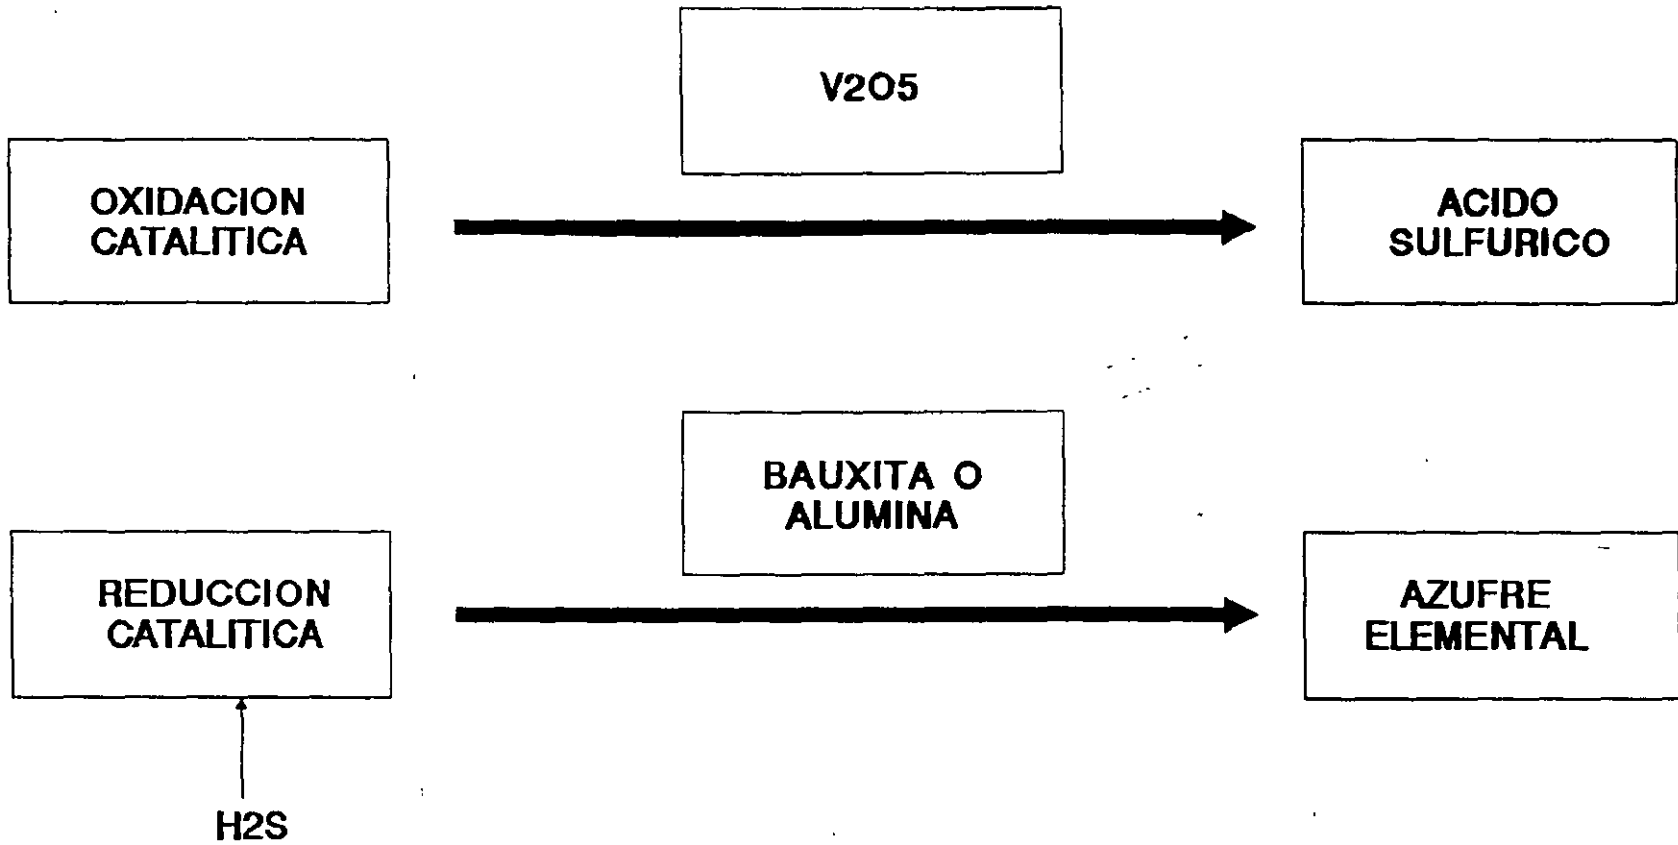 V2O5
OXIDACION
CATALITICA
ACIDO
SULFURICO
BAUXITA O
ALUMINA
REDUCCION
CATALITICA
AZUFRE
ELEMENTAL
H2S